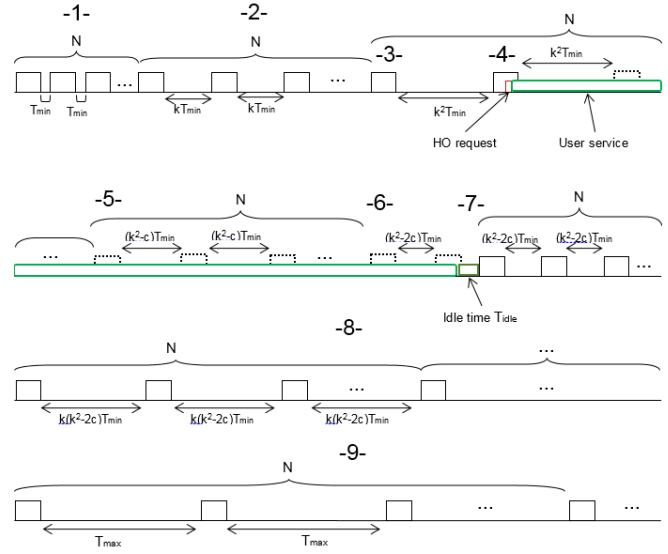 -1- -2-
N N N
-3- -4-
k²Tmin
... ... ...
Tmin Tmin kTmin kTmin k²Tmin
HO request User service
-5- N -6- -7- N
(k²-c)Tmin (k²-c)Tmin (k²-2c)Tmin (k²-2c)Tmin (k²-2c)Tmin
... ... ...
Idle time Tidle
-8-
N ...
... ...
k(k²-2c)Tmin k(k²-2c)Tmin k(k²-2c)Tmin
-9-
N
... ...
Tmax Tmax